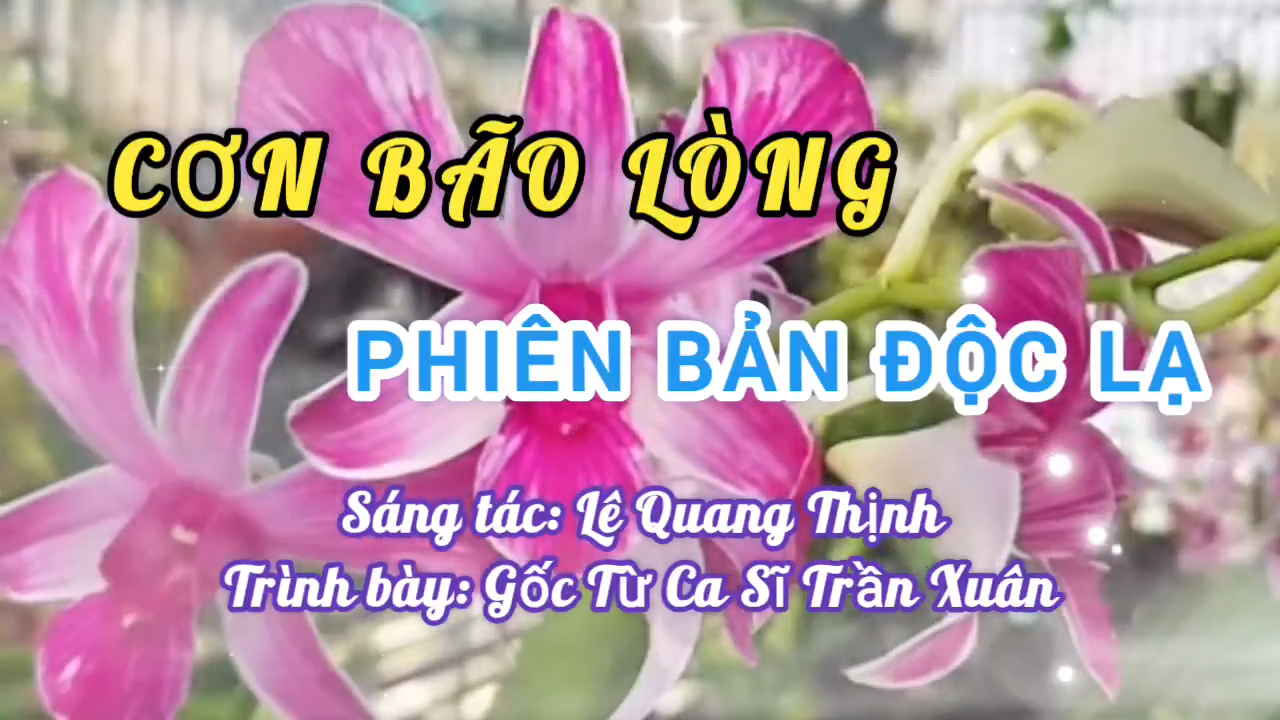 CƠN BÃO LÒNG
PHIÊN BẢN ĐỘC LẠ
Sáng tác: Lê Quang Thịnh
Trình bày: Gốc Từ Ca Sĩ Trần Xuân